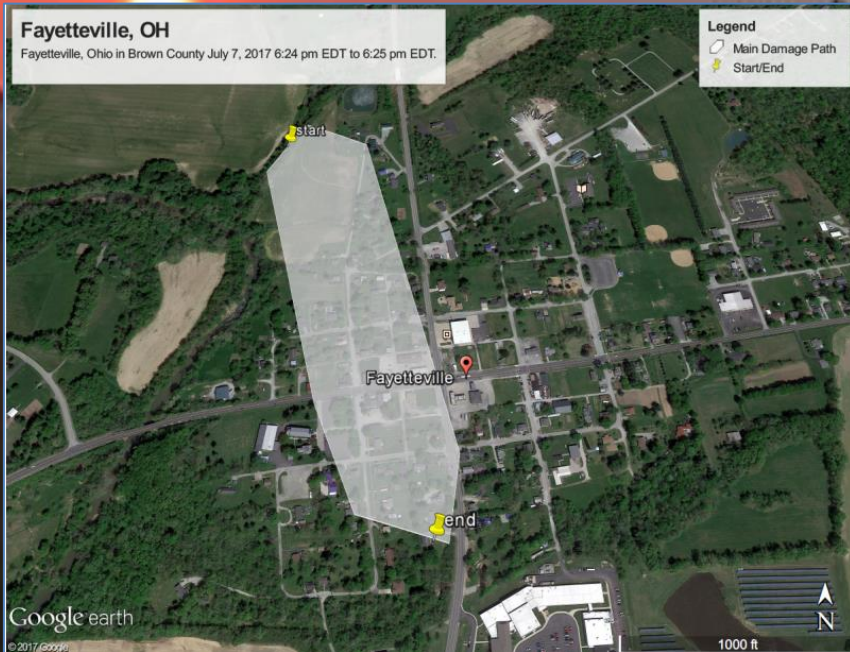 Fayetteville, OH
Fayetteville, Ohio in Brown County July 7, 2017 6:24 pm EDT to 6:25 pm EDT.
Legend
Main Damage Path
Start/End
start
Fayetteville
end
Google earth
N
© 2017 Google
1000 ft